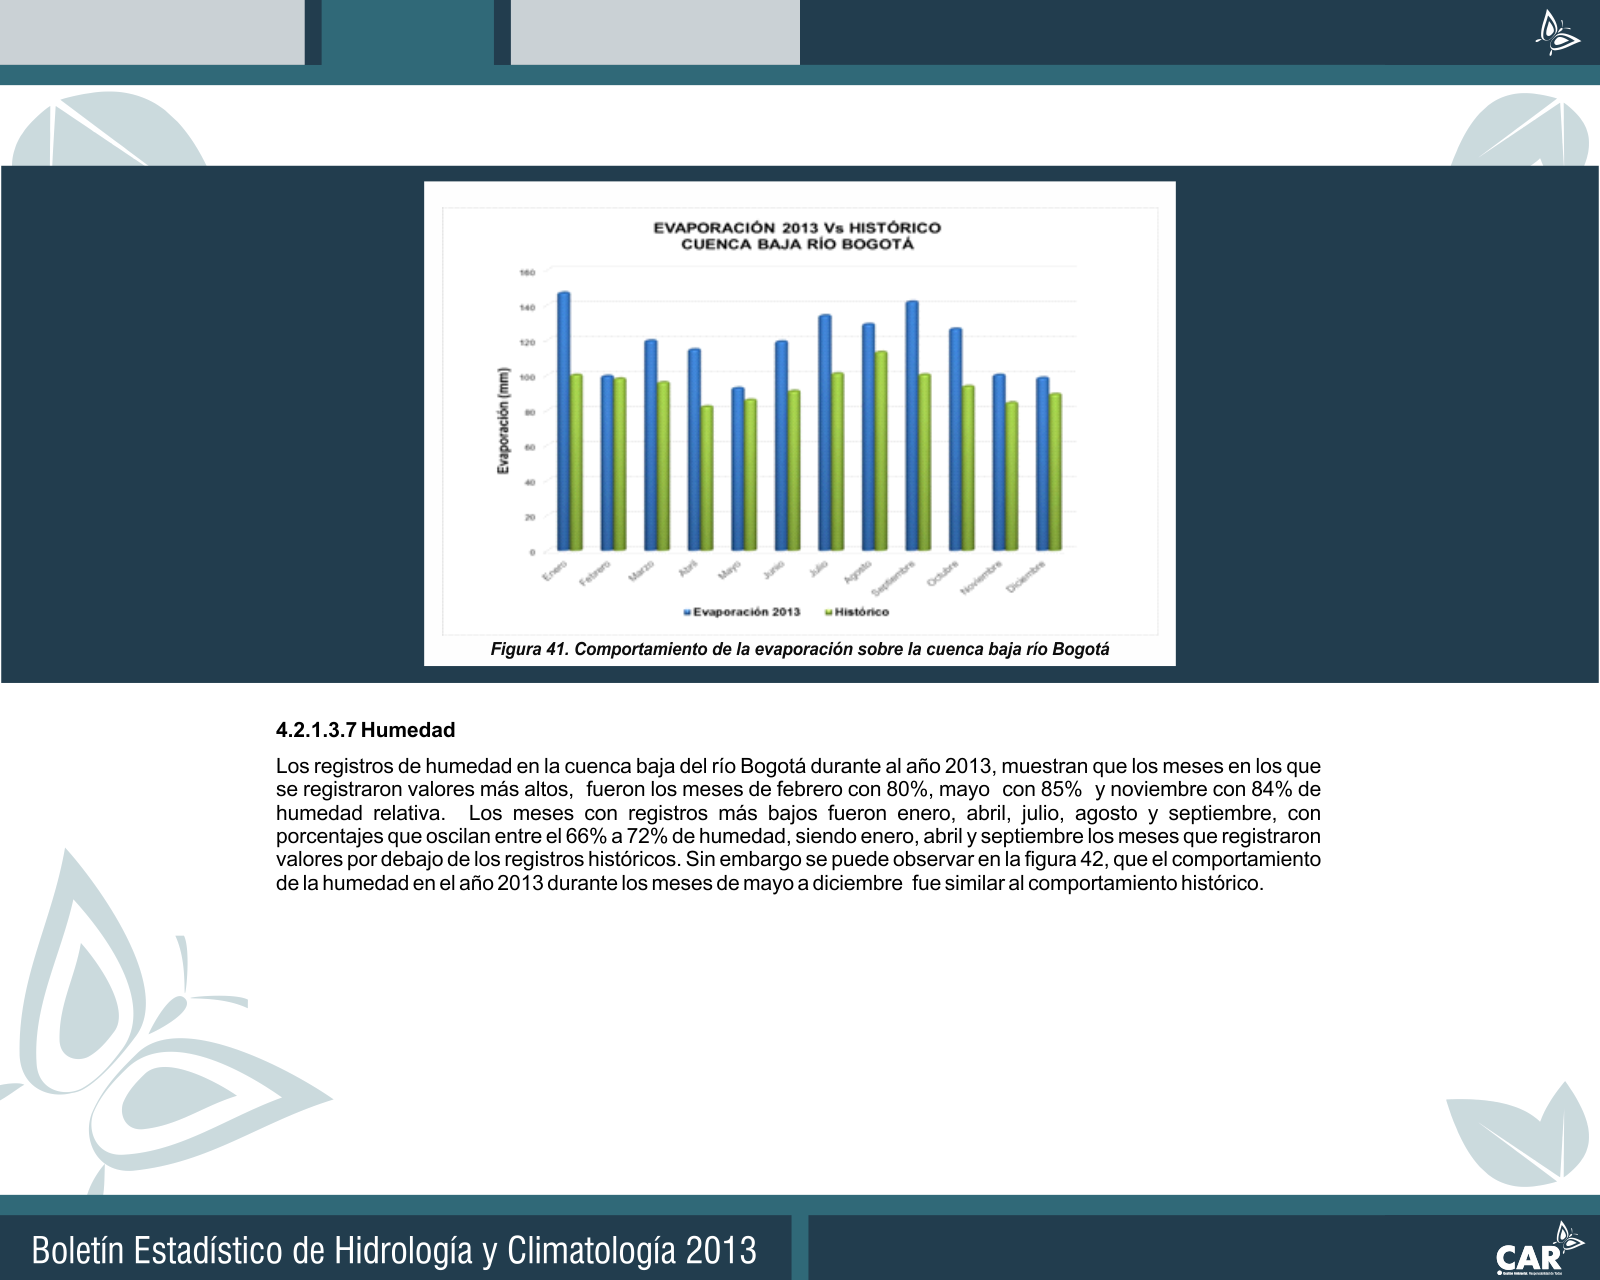 EVAPORACIÓN 2013 Vs HISTÓRICO
CUENCA BAJA RÍO BOGOTÁ
Evaporación (mm)
160
140
120
100
80
60
40
20
0
Enero Febrero Marzo Abril Mayo Junio Julio Agosto Septiembre Octubre Noviembre Diciembre
Evaporación 2013 Histórico
Figura 41. Comportamiento de la evaporación sobre la cuenca baja río Bogotá
4.2.1.3.7 Humedad
Los registros de humedad en la cuenca baja del río Bogotá durante al año 2013, muestran que los meses en los que
se registraron valores más altos, fueron los meses de febrero con 80%, mayo con 85% y noviembre con 84% de
humedad relativa. Los meses con registros más bajos fueron enero, abril, julio, agosto y septiembre, con
porcentajes que oscilan entre el 66% a 72% de humedad, siendo enero, abril y septiembre los meses que registraron
valores por debajo de los registros históricos. Sin embargo se puede observar en la figura 42, que el comportamiento
de la humedad en el año 2013 durante los meses de mayo a diciembre fue similar al comportamiento histórico.
Boletín Estadístico de Hidrología y Climatología 2013
CAR